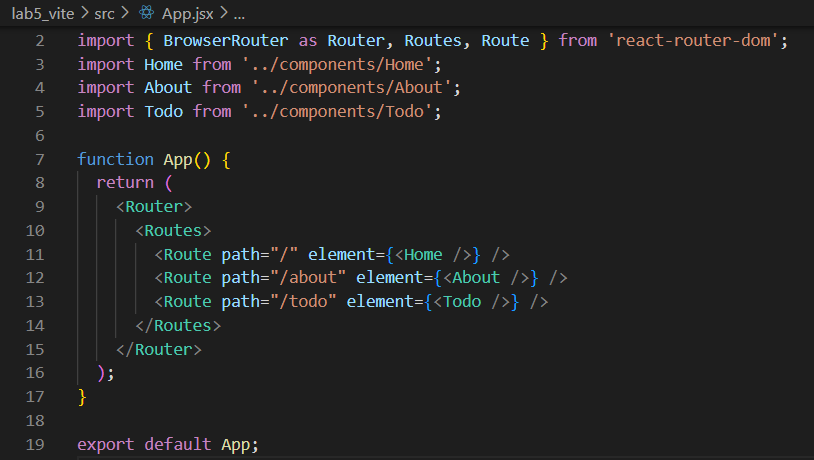 lab5_vite > src > App.jsx > ...
2 import { BrowserRouter as Router, Routes, Route } from 'react-router-dom';
3 import Home from '../components/Home';
4 import About from '../components/About';
5 import Todo from '../components/Todo';
6
7 function App() {
8   return (
9     <Router>
10       <Routes>
11         <Route path="/" element={<Home />} />
12         <Route path="/about" element={<About />} />
13         <Route path="/todo" element={<Todo />} />
14       </Routes>
15     </Router>
16   );
17 }
18
19 export default App;